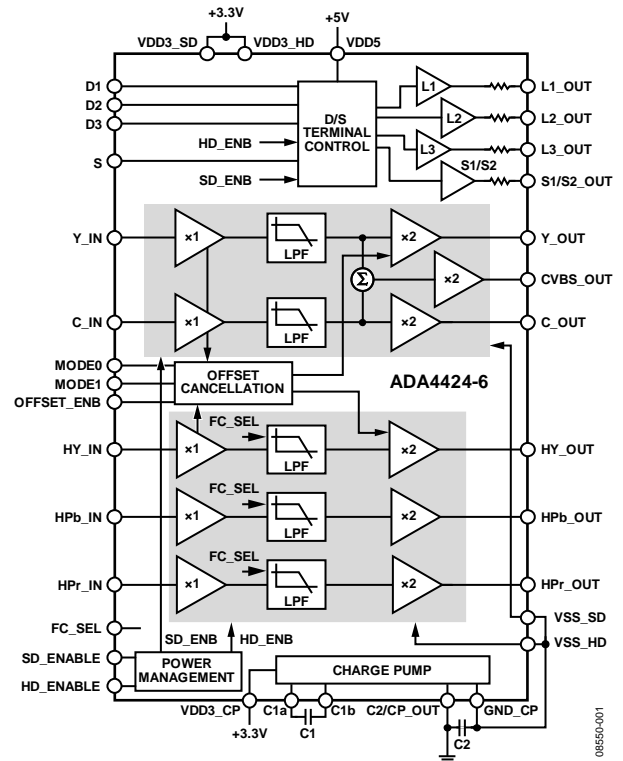 +3.3V
+5V
VDD3_SD
VDD3_HD
VDD5
D1
D2
D3
S
HD_ENB
SD_ENB
D/S
TERMINAL
CONTROL
L1
L2
L3
S1/S2
L1_OUT
L2_OUT
L3_OUT
S1/S2_OUT
Y_IN
×1
LPF
×2
Y_OUT
Σ
×2
CVBS_OUT
C_IN
×1
LPF
×2
C_OUT
MODE0
MODE1
OFFSET_ENB
OFFSET
CANCELLATION
ADA4424-6
HY_IN
×1
FC_SEL
LPF
×2
HY_OUT
HPb_IN
×1
FC_SEL
LPF
×2
HPb_OUT
HPr_IN
×1
FC_SEL
LPF
×2
HPr_OUT
FC_SEL
SD_ENB
HD_ENB
VSS_SD
VSS_HD
SD_ENABLE
HD_ENABLE
POWER
MANAGEMENT
CHARGE PUMP
VDD3_CP
C1a
C1b
C2/CP_OUT
GND_CP
+3.3V
C1
C2
08550-001